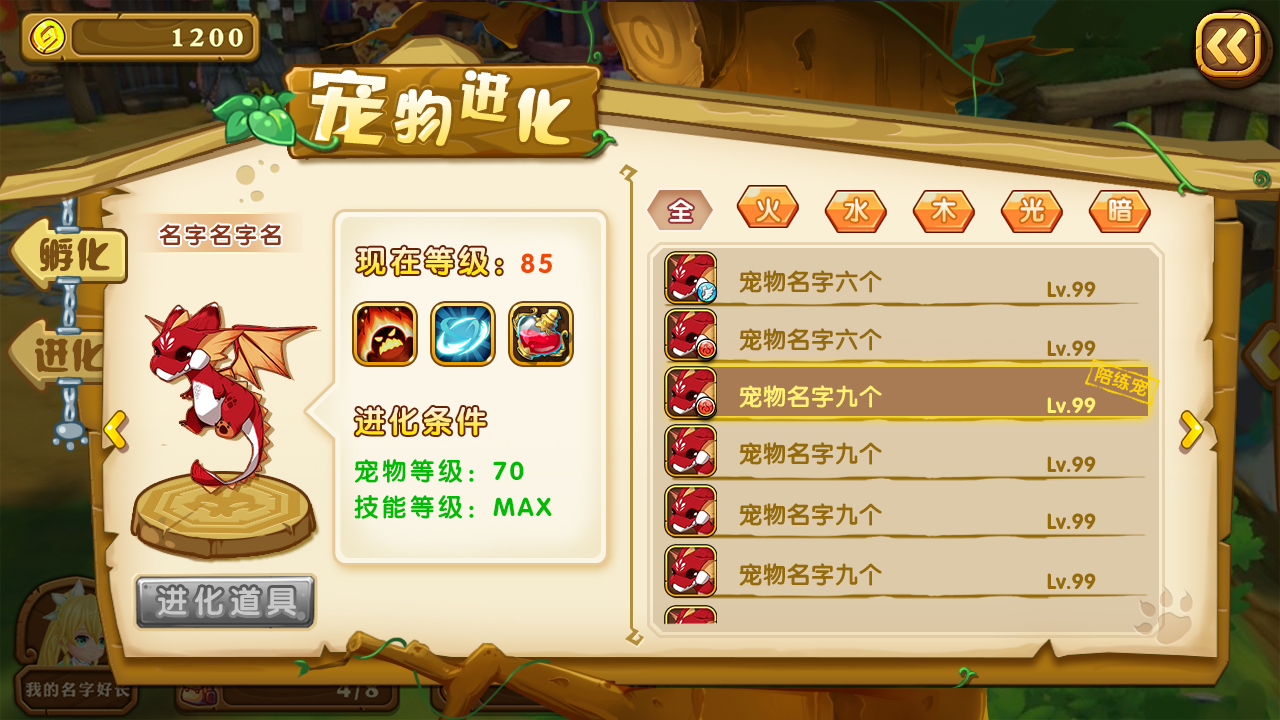 1200
宠物进化
孵化
进化
名字名字名
现在等级：85
进化条件
宠物等级：70
技能等级：MAX
进化道具
全 火 水 木 光 暗
宠物名字六个 Lv.99
宠物名字六个 Lv.99
宠物名字九个 Lv.99
陪练宠
宠物名字九个 Lv.99
宠物名字九个 Lv.99
宠物名字九个 Lv.99
我的名字好长
4/8